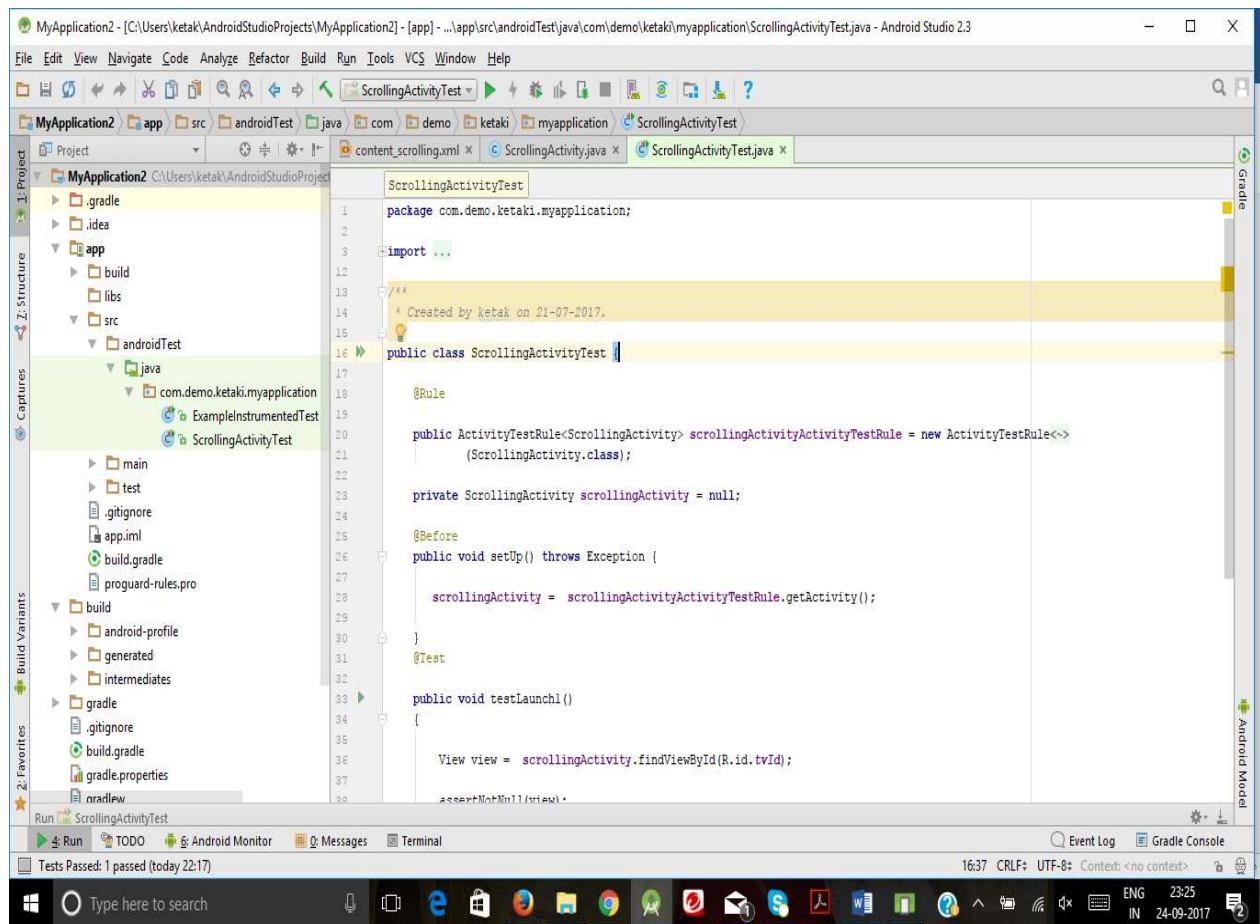 MyApplication2 - [C:\Users\ketak\AndroidStudioProjects\MyApplication2] - [app] - ...\app\src\androidTest\java\com\demo\ketaki\myapplication\ScrollingActivityTest.java - Android Studio 2.3
File Edit View Navigate Code Analyze Refactor Build Run Tools VCS Window Help
ScrollingActivityTest
MyApplication2 app src androidTest java com demo ketaki myapplication ScrollingActivityTest
Project
content_scrolling.xml ScrollingActivity.java ScrollingActivityTest.java
1: Project
Z: Structure
Captures
Build Variants
2: Favorites
MyApplication2 C:\Users\ketak\AndroidStudioProject
.gradle
.idea
app
build
libs
src
androidTest
java
com.demo.ketaki.myapplication
ExampleInstrumentedTest
ScrollingActivityTest
main
test
.gitignore
app.iml
build.gradle
proguard-rules.pro
build
android-profile
generated
intermediates
gradle
.gitignore
build.gradle
gradle.properties
gradlew
ScrollingActivityTest
1 package com.demo.ketaki.myapplication;
2
3 import ...
12
13 /**
14 * Created by ketak on 21-07-2017.
15
16 public class ScrollingActivityTest {
17
18 @Rule
19
20 public ActivityTestRule<ScrollingActivity> scrollingActivityActivityTestRule = new ActivityTestRule<~>
21 (ScrollingActivity.class);
22
23 private ScrollingActivity scrollingActivity = null;
24
25 @Before
26 public void setUp() throws Exception {
27
28 scrollingActivity = scrollingActivityActivityTestRule.getActivity();
29
30 }
31 @Test
32
33 public void testLaunch1()
34 {
35
36 View view = scrollingActivity.findViewById(R.id.tvId);
37
38 assertNotNull(view);
Gradle
Android Model
Run ScrollingActivityTest
4: Run TODO 6: Android Monitor 0: Messages Terminal Event Log Gradle Console
Tests Passed: 1 passed (today 22:17) 16:37 CRLF÷ UTF-8÷ Context: <no context>
Type here to search
ENG 23:25
IN 24-09-2017